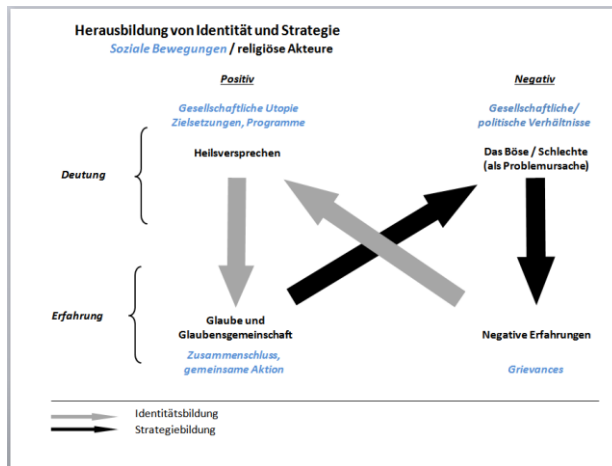 Herausbildung von Identität und Strategie
Soziale Bewegungen / religiöse Akteure
Positiv
Negativ
Gesellschaftliche Utopie
Zielsetzungen, Programme
Gesellschaftliche/
politische Verhältnisse
Heilsversprechen
Das Böse / Schlechte
(als Problemursache)
Deutung
Erfahrung
Glaube und
Glaubensgemeinschaft
Zusammenschluss,
gemeinsame Aktion
Negative Erfahrungen
Grievances
Identitätsbildung
Strategiebildung